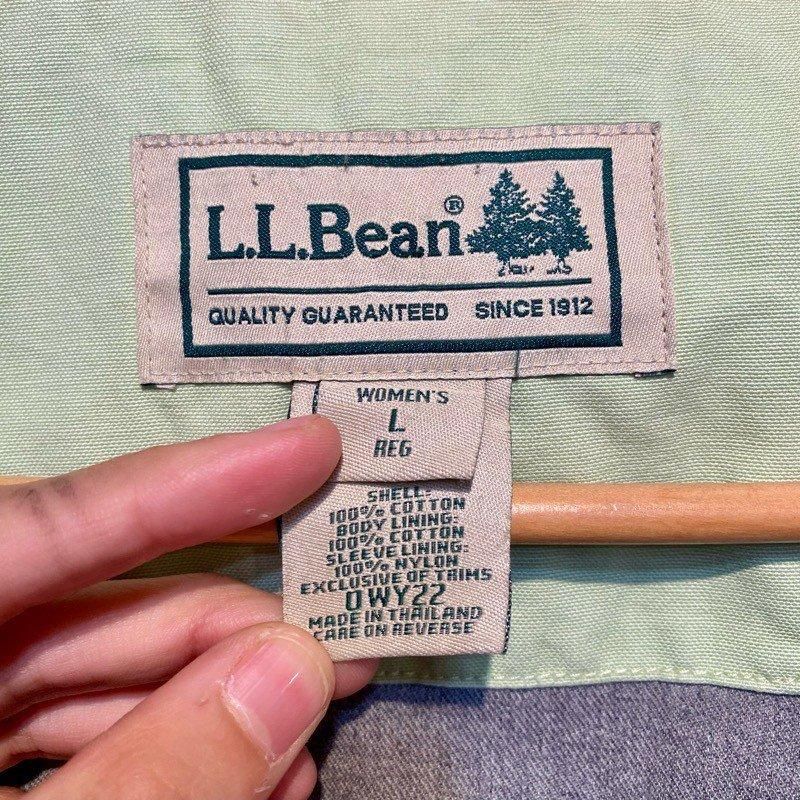 L.L.Bean®
QUALITY GUARANTEED SINCE 1912
WOMEN'S
L
REG
SHELL:
100% COTTON
BODY LINING:
100% COTTON
SLEEVE LINING:
100% NYLON
EXCLUSIVE OF TRIMS
0WY22
MADE IN THAILAND
CARE ON REVERSE